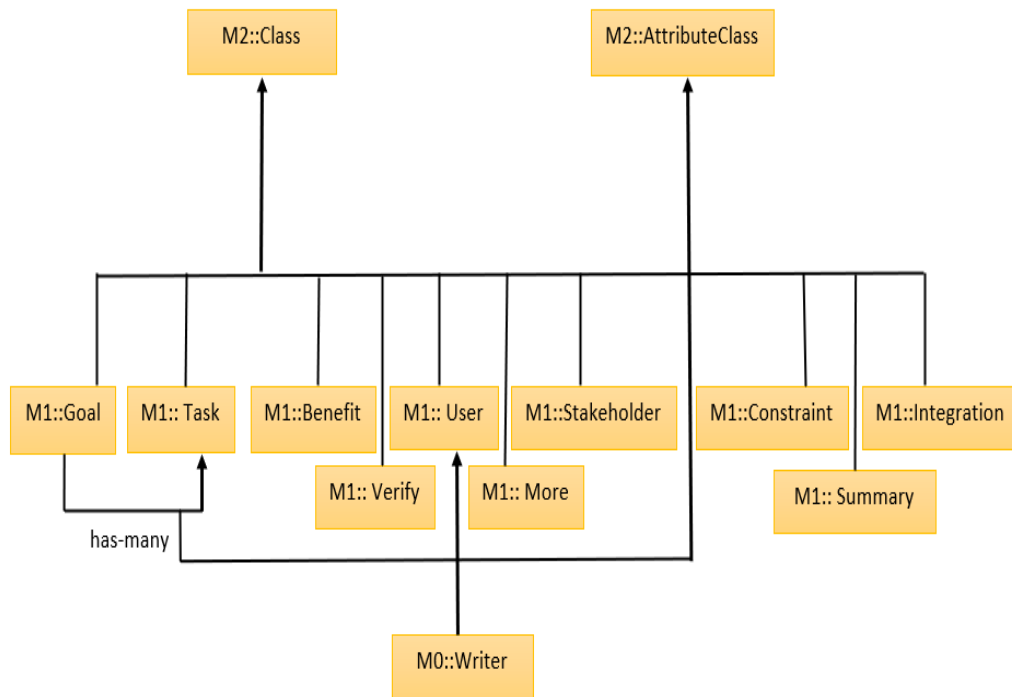 M2::Class
M2::AttributeClass
M1::Goal
M1:: Task
M1::Benefit
M1:: User
M1::Stakeholder
M1::Constraint
M1::Integration
M1:: Verify
M1:: More
M1:: Summary
has-many
M0::Writer